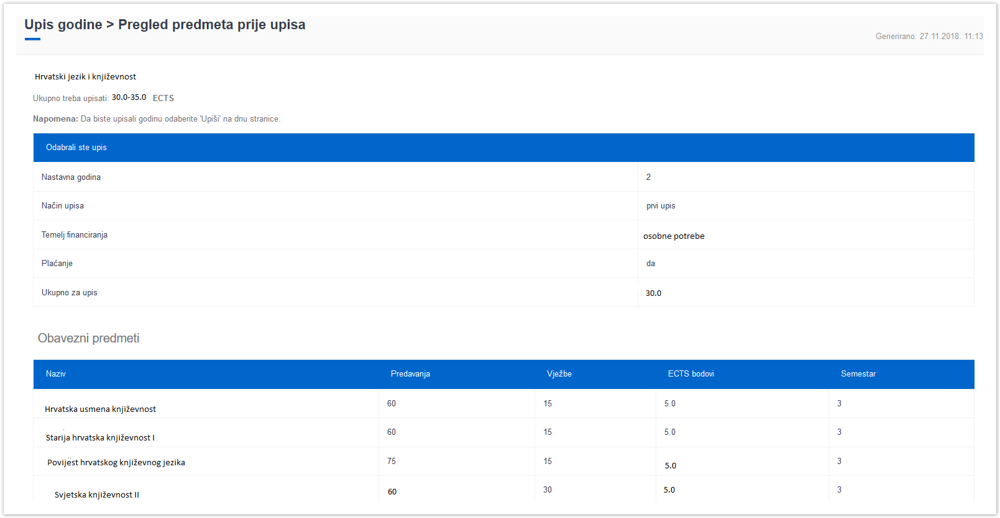 Upis godine > Pregled predmeta prije upisa
Generirano: 27.11.2018. 11:13
Hrvatski jezik i književnost
Ukupno treba upisati: 30.0-35.0 ECTS
Napomena: Da biste upisali godinu odaberite 'Upiši' na dnu stranice.
Odabrali ste upis
Nastavna godina 2
Način upisa prvi upis
Temelj financiranja osobne potrebe
Plaćanje da
Ukupno za upis 30.0
Obavezni predmeti
Naziv Predavanja Vježbe ECTS bodovi Semestar
Hrvatska usmena književnost 60 15 5.0 3
Starija hrvatska književnost I 60 15 5.0 3
Povijest hrvatskog književnog jezika 75 15 5.0 3
Svjetska književnost II 60 30 5.0 3